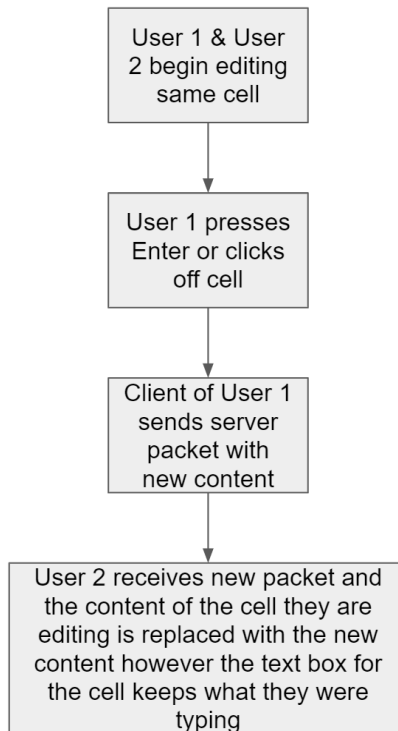 User 1 & User
2 begin editing
same cell
User 1 presses
Enter or clicks
off cell
Client of User 1
sends server
packet with
new content
User 2 receives new packet and
the content of the cell they are
editing is replaced with the new
content however the text box for
the cell keeps what they were
typing